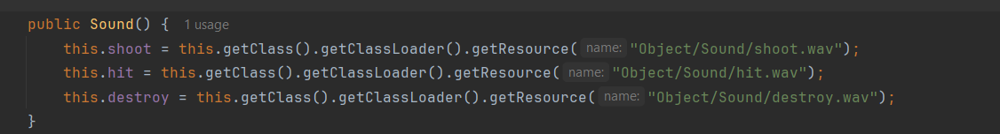 public Sound() { 1 usage
this.shoot = this.getClass().getClassLoader().getResource( name: "Object/Sound/shoot.wav");
this.hit = this.getClass().getClassLoader().getResource( name: "Object/Sound/hit.wav");
this.destroy = this.getClass().getClassLoader().getResource( name: "Object/Sound/destroy.wav");
}